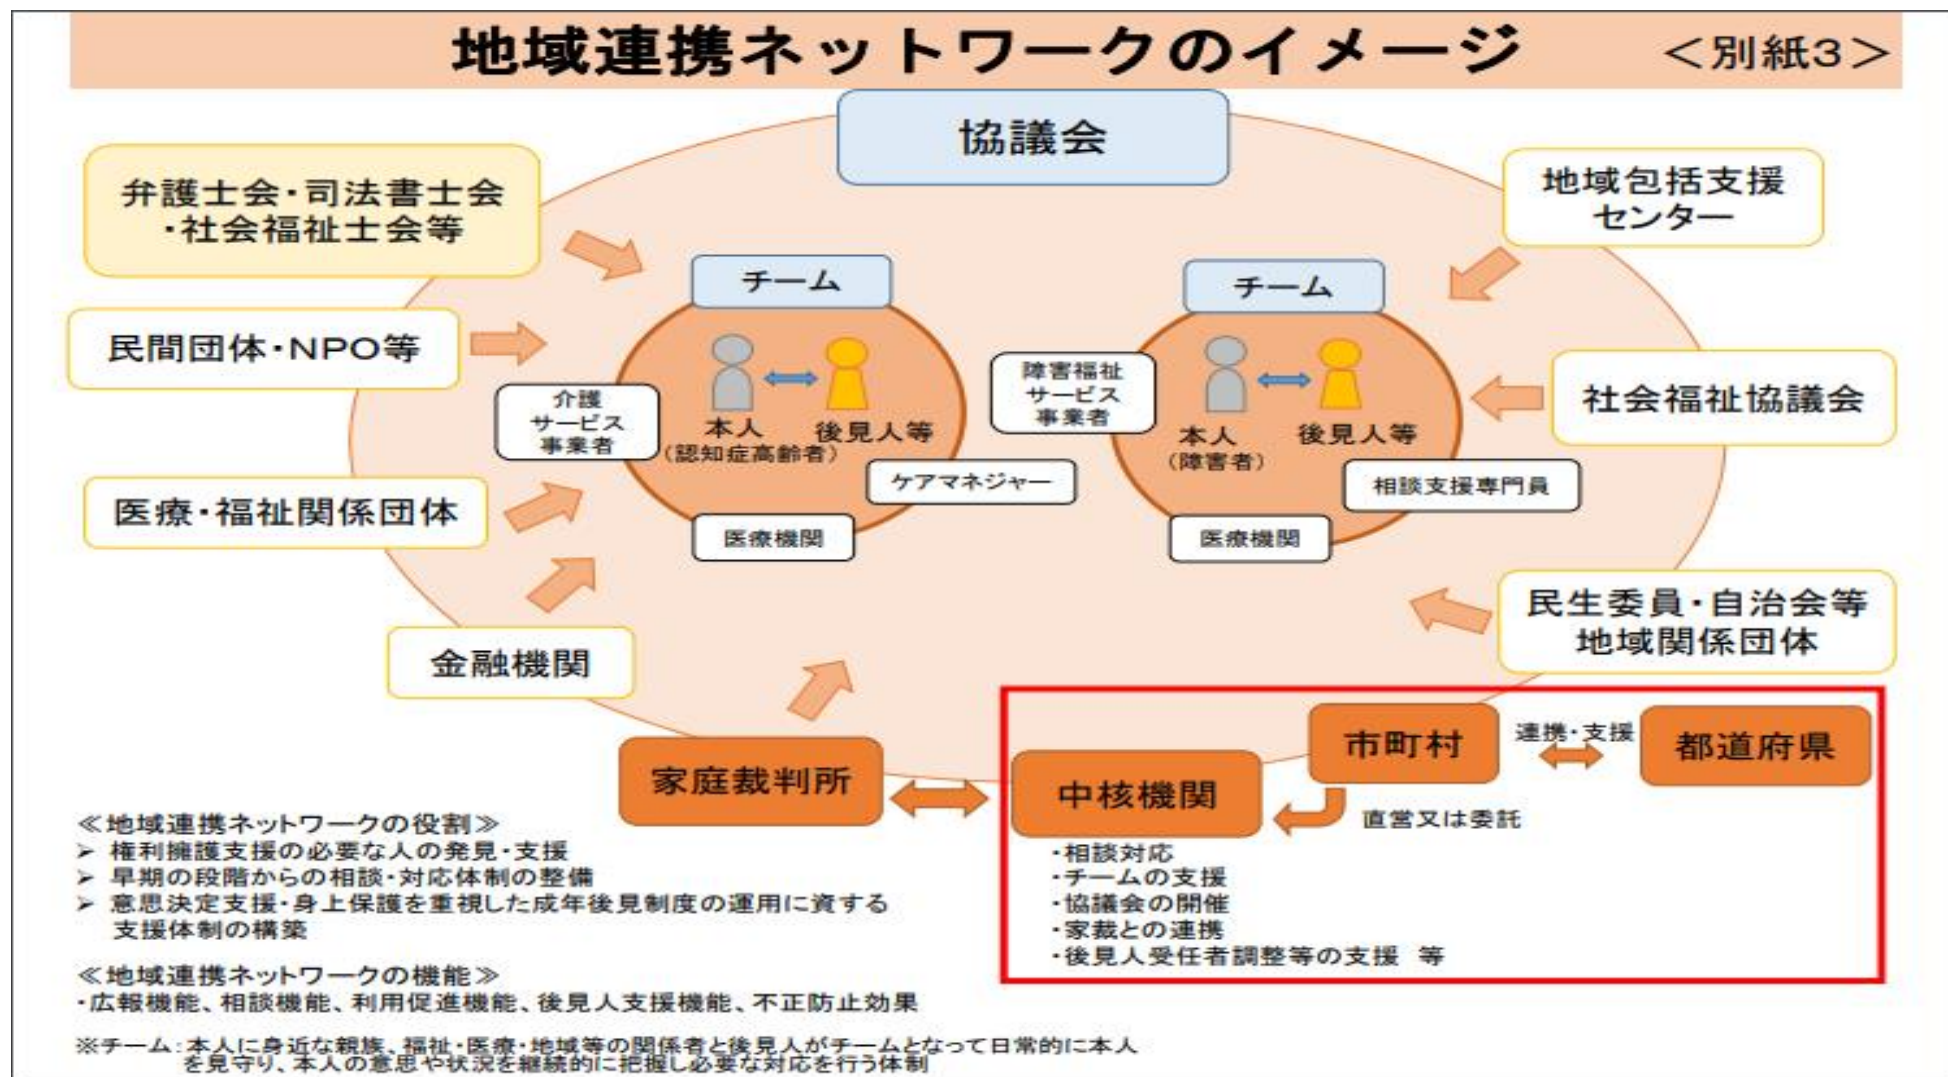 地域連携ネットワークのイメージ
＜別紙３＞
協議会
弁護士会・司法書士会
・社会福祉士会等
民間団体・NPO等
医療・福祉関係団体
金融機関
地域包括支援
センター
社会福祉協議会
民生委員・自治会等
地域関係団体
チーム
本人
(認知症高齢者)
後見人等
介護
サービス
事業者
ケアマネジャー
医療機関
チーム
本人
(障害者)
後見人等
障害福祉
サービス
事業者
相談支援専門員
医療機関
家庭裁判所
中核機関
市町村
連携・支援
都道府県
直営又は委託
・相談対応
・チームの支援
・協議会の開催
・家裁との連携
・後見人受任者調整等の支援 等
≪地域連携ネットワークの役割≫
➢ 権利擁護支援の必要な人の発見・支援
➢ 早期の段階からの相談・対応体制の整備
➢ 意思決定支援・身上保護を重視した成年後見制度の運用に資する
支援体制の構築
≪地域連携ネットワークの機能≫
・広報機能、相談機能、利用促進機能、後見人支援機能、不正防止効果
※チーム：本人に身近な親族、福祉・医療・地域等の関係者と後見人がチームとなって日常的に本人
を見守り、本人の意思や状況を継続的に把握し必要な対応を行う体制